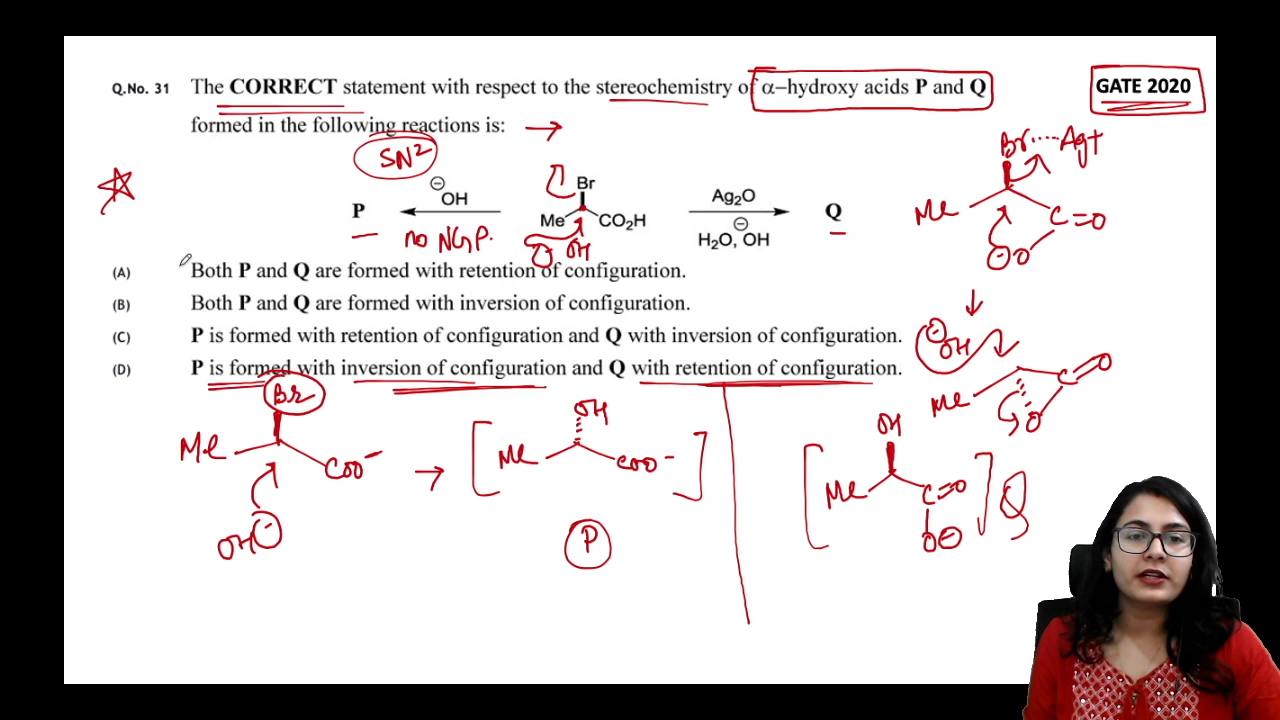 Q.No. 31 The CORRECT statement with respect to the stereochemistry of α–hydroxy acids P and Q
GATE 2020
formed in the following reactions is:
SN²
⊖
OH
P
no NGP.
Br
Me
CO₂H
⊖ OH
Ag₂O
H₂O, ⊖OH
Q
Br....Ag+
Me
C=O
⊖O
(A) Both P and Q are formed with retention of configuration.
(B) Both P and Q are formed with inversion of configuration.
(C) P is formed with retention of configuration and Q with inversion of configuration.
(D) P is formed with inversion of configuration and Q with retention of configuration.
⊖
OH
Me
O
O
Br
Me
COO⁻
OH⊖
OH
Me
COO⁻
P
OH
Me
C=O
O⊖
Q